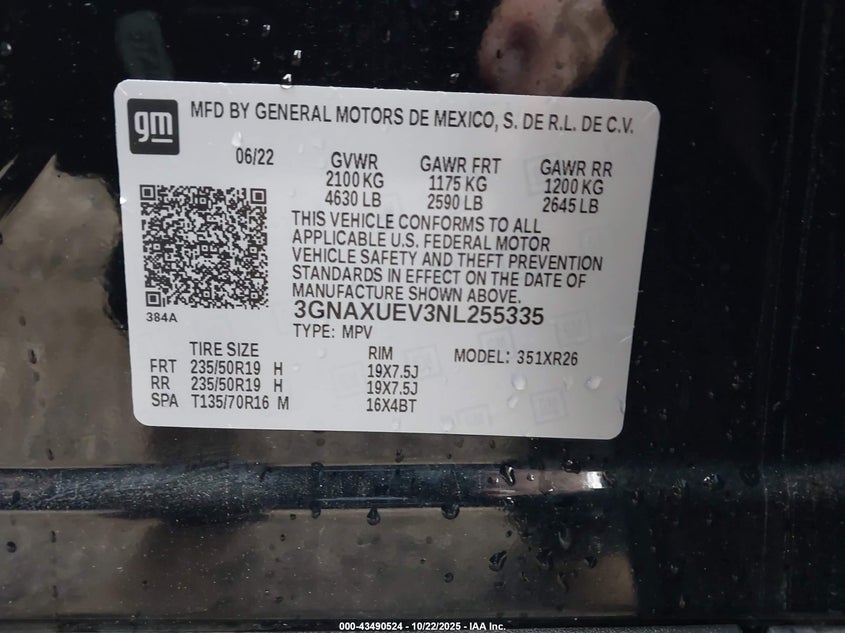 gm
MFD BY GENERAL MOTORS DE MEXICO, S. DE R.L. DE C.V.
06/22 GVWR GAWR FRT GAWR RR
2100 KG 1175 KG 1200 KG
4630 LB 2590 LB 2645 LB
THIS VEHICLE CONFORMS TO ALL
APPLICABLE U.S. FEDERAL MOTOR
VEHICLE SAFETY AND THEFT PREVENTION
STANDARDS IN EFFECT ON THE DATE OF
MANUFACTURE SHOWN ABOVE.
384A
3GNAXUEV3NL255335
TYPE: MPV
TIRE SIZE RIM MODEL: 351XR26
FRT 235/50R19 H 19X7.5J
RR 235/50R19 H 19X7.5J
SPA T135/70R16 M 16X4BT
000-43490524 - 10/22/2025 - IAA Inc.